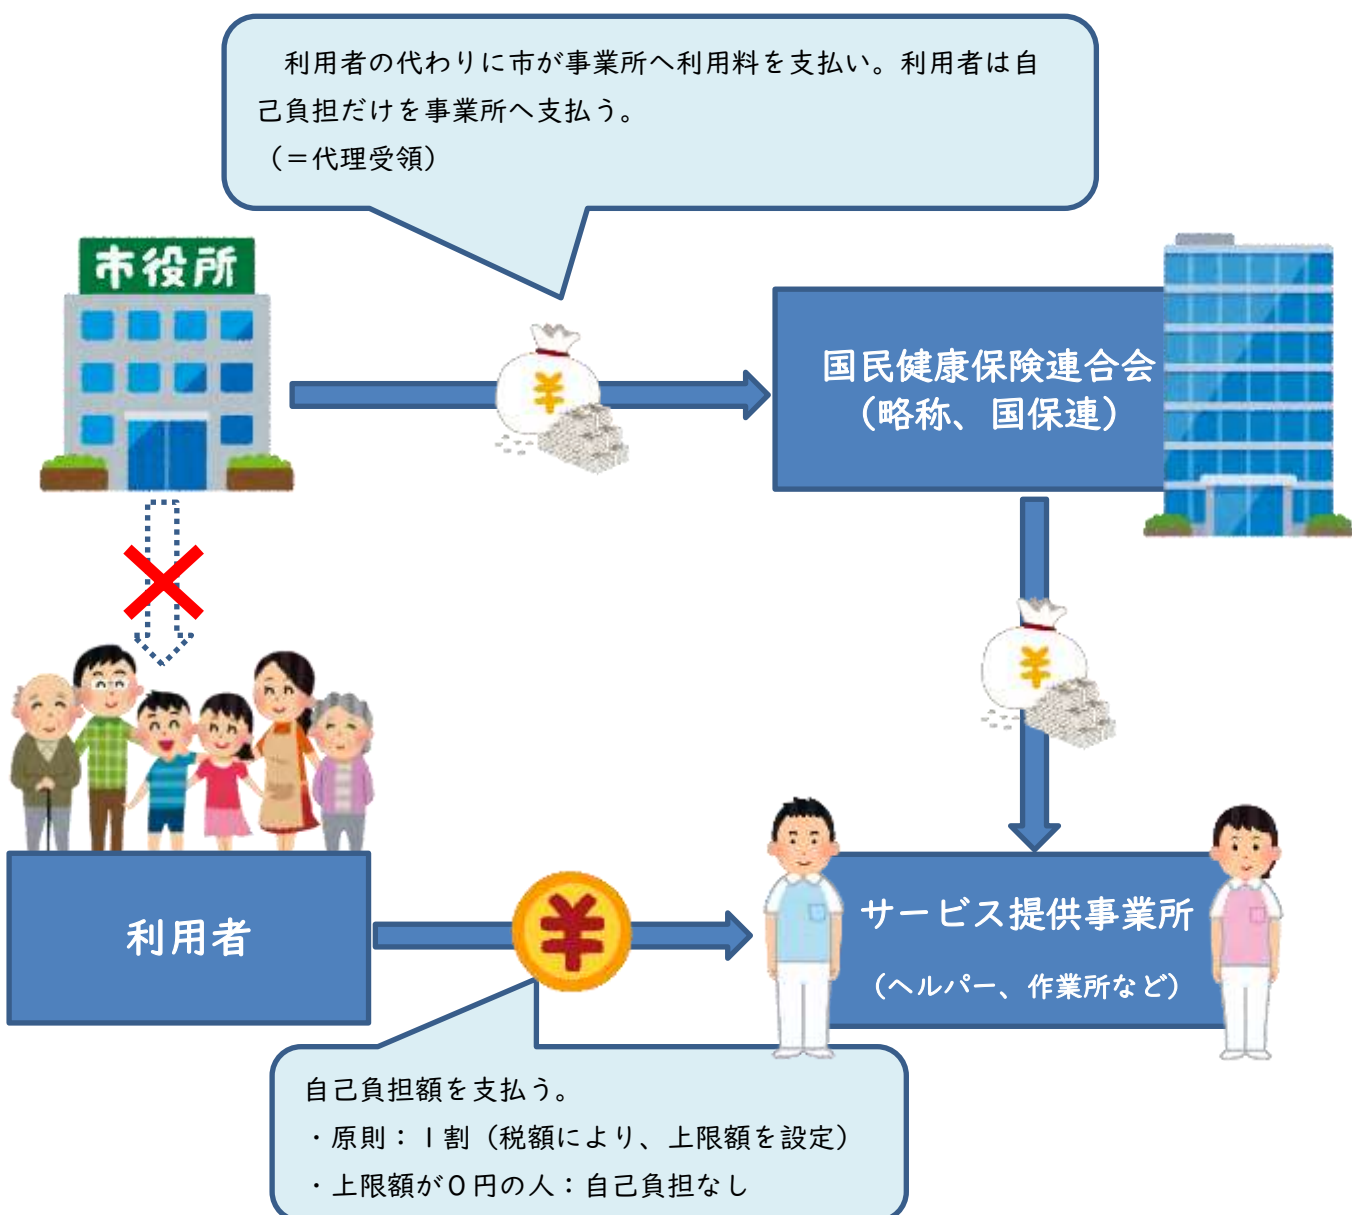 利用者の代わりに市が事業所へ利用料を支払い。利用者は自
己負担だけを事業所へ支払う。
（＝代理受領）
市役所
¥
国民健康保険連合会
（略称、国保連）
¥
利用者
¥
サービス提供事業所
（ヘルパー、作業所など）
自己負担額を支払う。
・原則：１割（税額により、上限額を設定）
・上限額が０円の人：自己負担なし